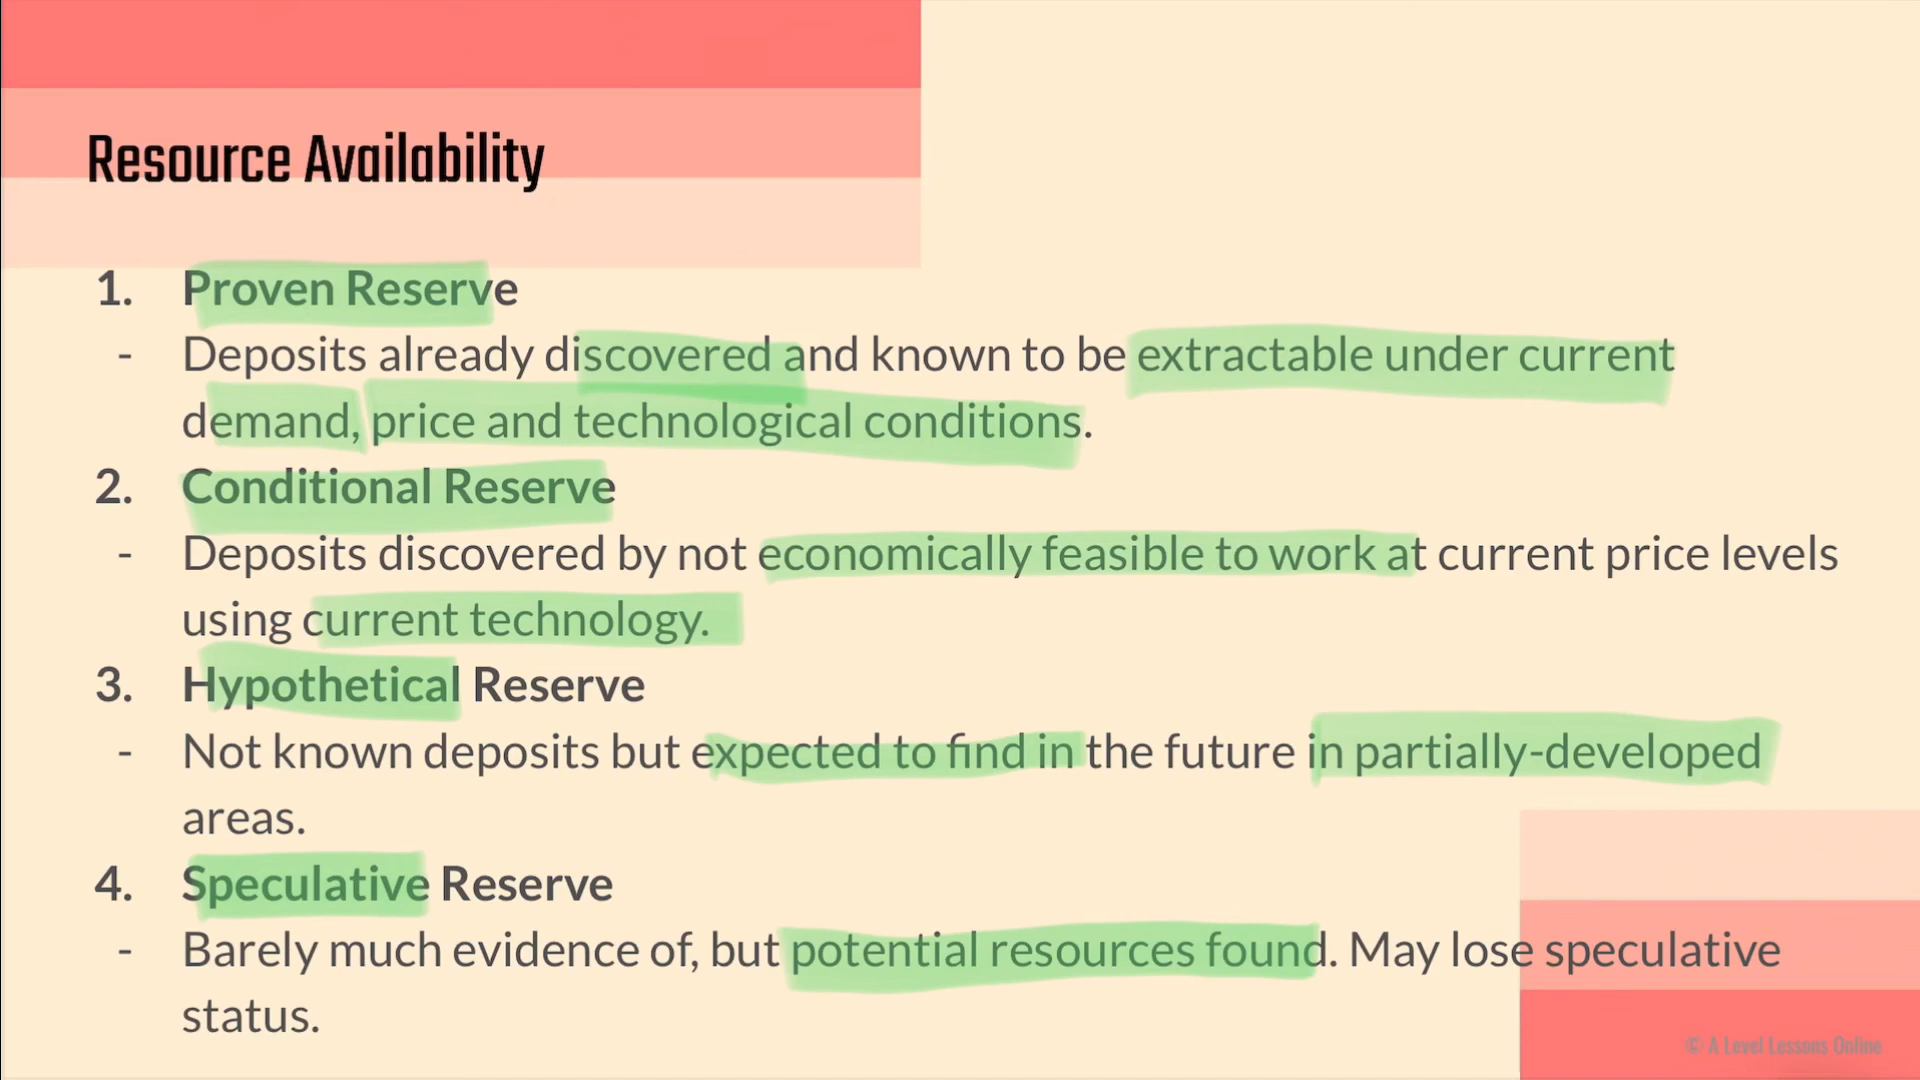 Resource Availability
1. Proven Reserve
- Deposits already discovered and known to be extractable under current
demand, price and technological conditions.
2. Conditional Reserve
- Deposits discovered by not economically feasible to work at current price levels
using current technology.
3. Hypothetical Reserve
- Not known deposits but expected to find in the future in partially-developed
areas.
4. Speculative Reserve
- Barely much evidence of, but potential resources found. May lose speculative
status.
© A Level Lessons Online